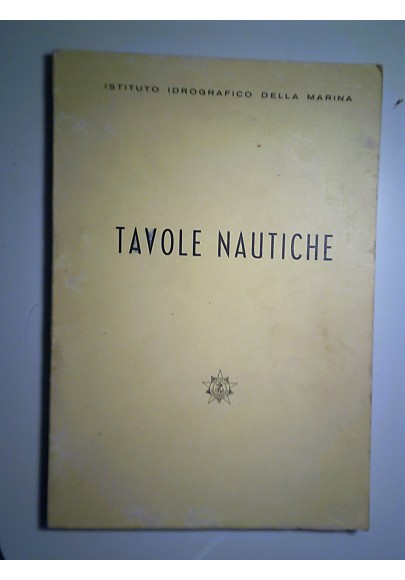 ISTITUTO IDROGRAFICO DELLA MARINA
TAVOLE NAUTICHE